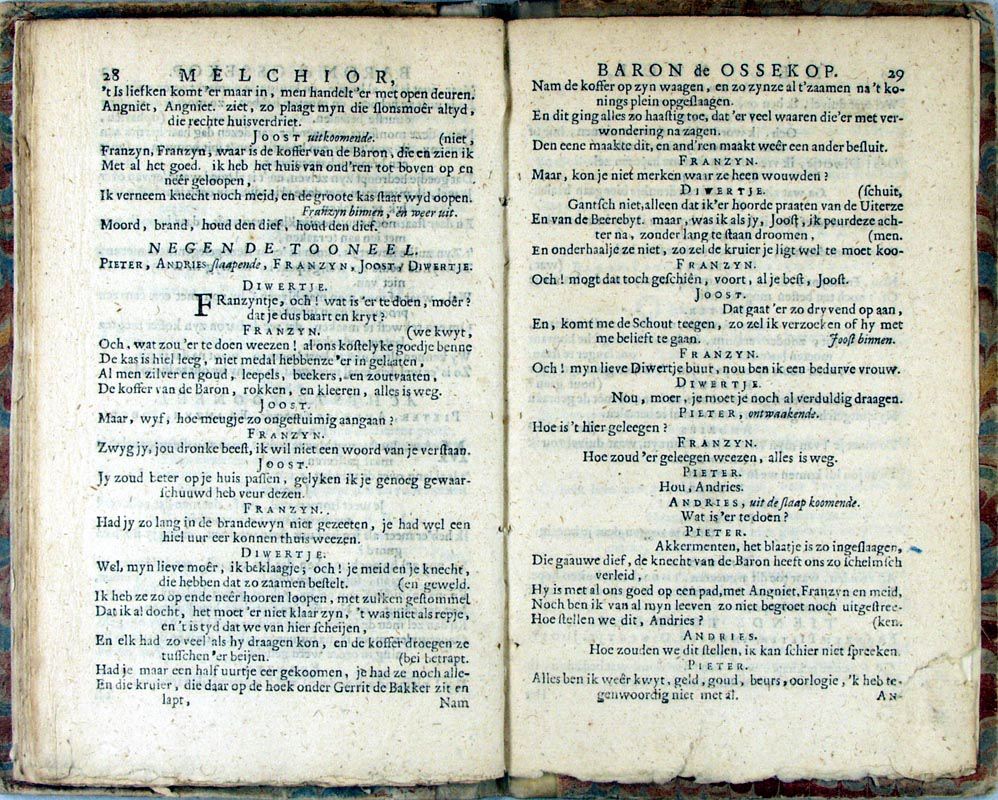 28 MELCHIOR,
't Is liefken komt 'er maar in, men handelt 'er met open deuren.
Angniet, Angniet. ziet, zo plaagt myn die slonsmoêr altyd,
die rechte huisverdriet.
JOOST uitkoomende. (niet,
Franzyn, Franzyn, waar is de koffer van de Baron, die en zien ik
Met al het goed, ik heb het huis van ond'ren tot boven op en
neêr geloopen,
Ik verneem knecht noch meid, en de groote kas staat wyd oopen.
Franzyn binnen, en weer uit.
Moord, brand, houd den dief, houd den dief.
NEGENDE TOONEEL.
PIETER, ANDRIES slaapende, FRANZYN, JOOST, DIWERTJE.
DIWERTJE.
Franzyntje, och! wat is 'er te doen, moêr?
dat je dus baart en kryt?
FRANZYN. (we kwyt,
Och, wat zou 'er te doen weezen! al ons kostelyke goedje benne
De kas is hiel leeg, niet medal hebbenze 'er in gelaaten,
Al men zilver en goud, leepels, beekers, en zoutvaaten,
De koffer van de Baron, rokken, en kleeren, alles is weg.
JOOST.
Maar, wyf, hoe meugje zo ongestuimig aangaan?
FRANZYN.
Zwyg jy, jou dronke beest, ik wil niet een woord van je verstaan.
JOOST.
Jy zoud beter op je huis passen, gelyken ik je genoeg gewaar-
schuuwd heb veur dezen.
FRANZYN.
Had jy zo lang in de brandewyn niet gezeeten, je had wel een
hiel uur eer konnen thuis weezen.
DIWERTJE.
Wel, myn lieve moêr, ik beklaagje; och! je meid en je knecht,
die hebben dat zo zaamen bestelt. (en geweld.
Ik heb ze zo op ende neêr hooren loopen, met zulken gestommel
Dat ik al docht, het moet 'er niet klaar zyn, 't was niet als repje,
en 't is tyd dat we van hier scheijen,
En elk had zo veel als hy draagen kon, en de koffer droegen ze
tusschen 'er beijen. (bei betrapt.
Had je maar een half uurtje eer gekoomen, je had ze noch alle-
En die kruier, die daar op de hoek onder Gerrit de Bakker zit en
lapt, Nam
BARON de OSSEKOP. 29
Nam de koffer op zyn waagen, en zo zynze al t'zaamen na 't ko-
nings plein opgeslaagen.
En dit ging alles zo haastig toe, dat 'er veel waaren die 'er met ver-
wondering na zagen.
Den eene maakte dit, en and'ren maakt weêr een ander besluit.
FRANZYN.
Maar, kon je niet merken waar ze heen wouwden?
DIWERTJE. (schuit,
Gantsch niet, alleen dat ik 'er hoorde praaten van de Uiterze
En van de Beerebyt. maar, was ik als jy, Joost, ik peurdeze ach-
ter na, zonder lang te staan droomen, (men.
En onderhaalje ze niet, zo zel de kruier je ligt wel te moet koo-
FRANZYN.
Och! mogt dat toch geschiên, voort, al je best, Joost.
JOOST.
Dat gaat 'er zo dryvend op aan,
En, komt me de Schout teegen, zo zel ik verzoeken of hy met
me belieft te gaan. Joost binnen.
FRANZYN.
Och! myn lieve Diwertje buur, nou ben ik een bedurve vrouw.
DIWERTJE.
Nou, moer, je moet je noch al verduldig draagen.
PIETER, ontwaakende.
Hoe is 't hier geleegen?
FRANZYN.
Hoe zoud 'er geleegen weezen, alles is weg.
PIETER.
Hou, Andries.
ANDRIES, uit de slaap koomende.
Wat is 'er te doen?
PIETER.
Akkermenten, het blaatje is zo ingeslaagen,
Die gaauwe dief, de knecht van de Baron heeft ons zo schelmsch
verleid,
Hy is met al ons goed op een pad, met Angniet, Franzyn en meid,
Noch ben ik van al myn leeven zo niet begroet noch uitgestree-
Hoe stellen we dit, Andries? (ken.
ANDRIES.
Hoe zouden we dit stellen, ik kan schier niet spreeken.
PIETER.
Alles ben ik weêr kwyt, geld, goud, beurs, oorlogie, 'k heb te-
genwoordig niet met al. AN-